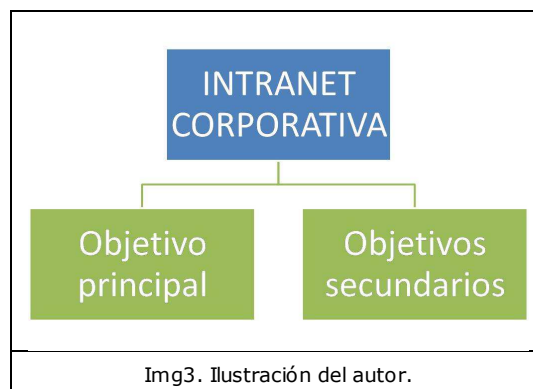 INTRANET
CORPORATIVA
Objetivo
principal
Objetivos
secundarios
Img3. Ilustración del autor.